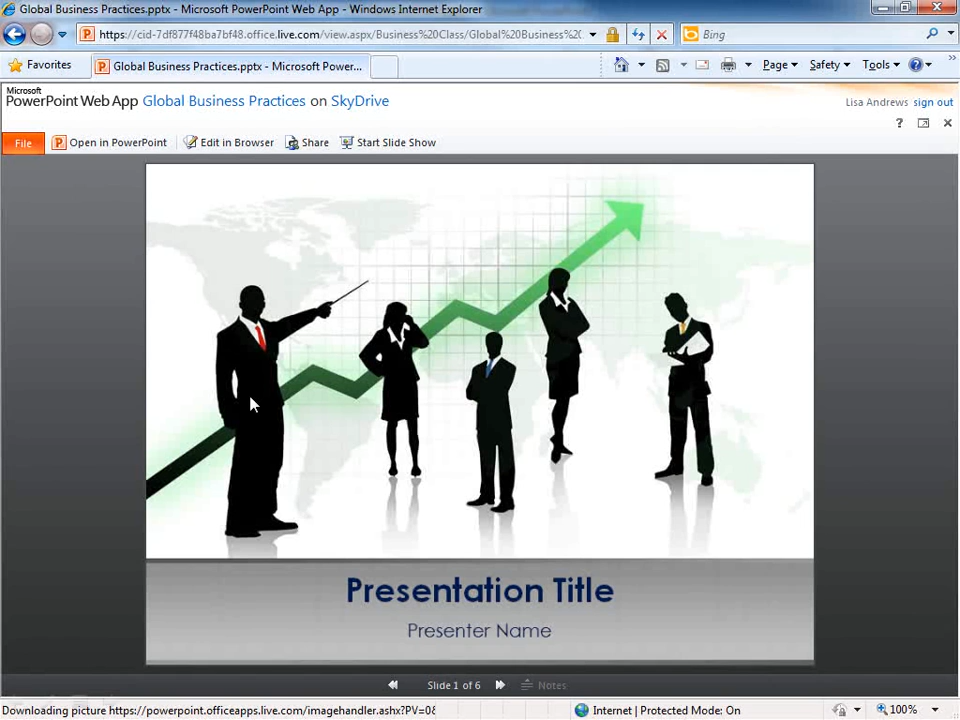 Global Business Practices.pptx - Microsoft PowerPoint Web App - Windows Internet Explorer
https://cid-7df877f48ba7bf48.office.live.com/view.aspx/Business%20Class/Global%20Business%2
Bing
Favorites
Global Business Practices.pptx - Microsoft Power...
Page
Safety
Tools
Microsoft
PowerPoint Web App
Global Business Practices on SkyDrive
Lisa Andrews sign out
File
Open in PowerPoint
Edit in Browser
Share
Start Slide Show
Presentation Title
Presenter Name
Slide 1 of 6
Notes
Downloading picture https://powerpoint.officeapps.live.com/imagehandler.ashx?PV=0&
Internet | Protected Mode: On
100%